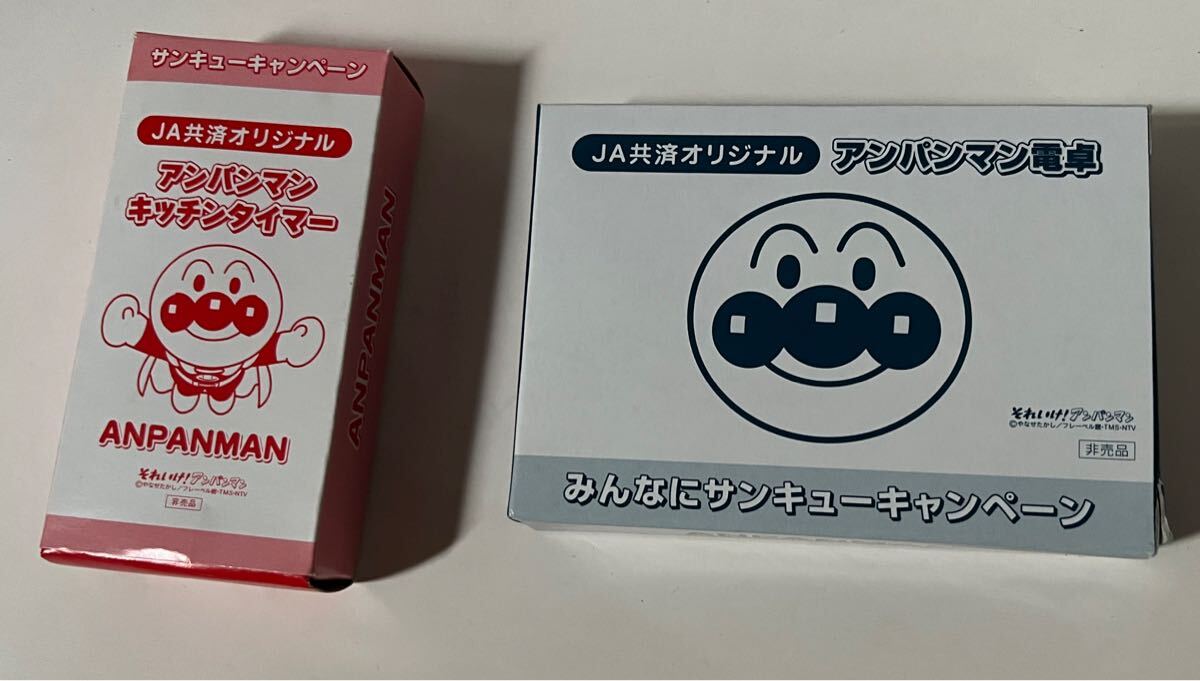 サンキューキャンペーン
JA共済オリジナル
アンパンマン
キッチンタイマー
ANPANMAN
それいけ!アンパンマン
©やなせたかし/フレーベル館・TMS・NTV
非売品
ANPANMAN
JA共済オリジナル アンパンマン電卓
それいけ!アンパンマン
©やなせたかし/フレーベル館・TMS・NTV
非売品
みんなにサンキューキャンペーン